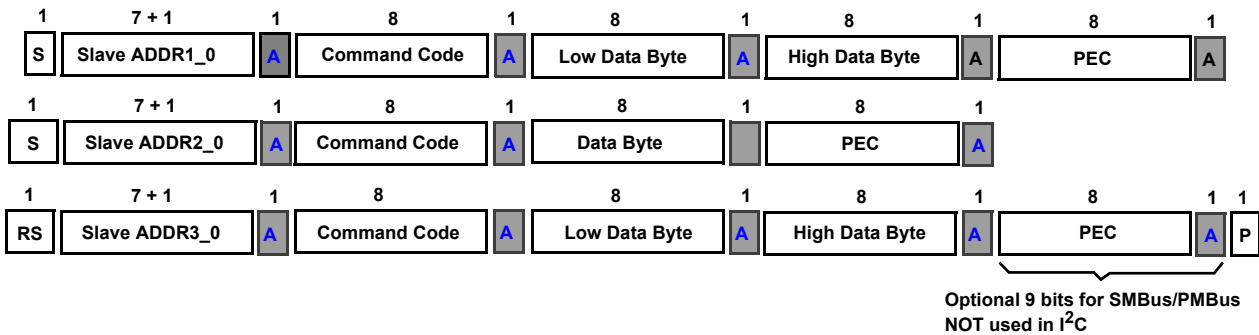 1 7 + 1 1 8 1 8 1 8 1 8 1
S Slave ADDR1_0 A Command Code A Low Data Byte A High Data Byte A PEC A
1 7 + 1 1 8 1 8 1 8 1
S Slave ADDR2_0 A Command Code A Data Byte PEC A
1 7 + 1 1 8 1 8 1 8 1 8 1 1
RS Slave ADDR3_0 A Command Code A Low Data Byte A High Data Byte A PEC A P
Optional 9 bits for SMBus/PMBus
NOT used in I²C